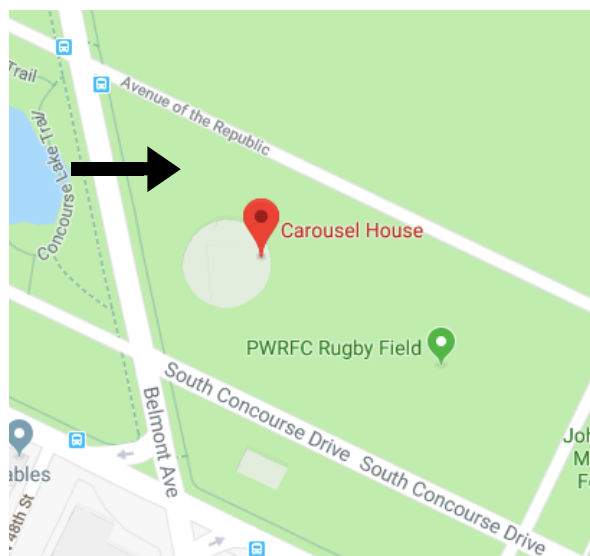 Trail
Avenue of the Republic
Concourse Lake Trail
Carousel House
PWRFC Rugby Field
South Concourse Drive
South Concourse Drive
Belmont Ave
Joh
M
F
ables
48th St